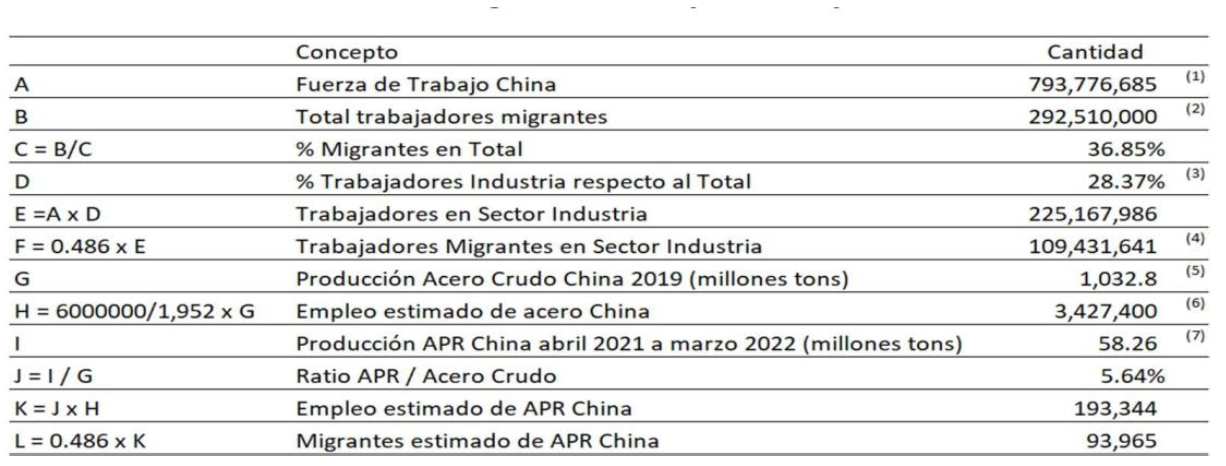 Concepto Cantidad
A Fuerza de Trabajo China 793,776,685 (1)
B Total trabajadores migrantes 292,510,000 (2)
C = B/C % Migrantes en Total 36.85%
D % Trabajadores Industria respecto al Total 28.37% (3)
E =A x D Trabajadores en Sector Industria 225,167,986
F = 0.486 x E Trabajadores Migrantes en Sector Industria 109,431,641 (4)
G Producción Acero Crudo China 2019 (millones tons) 1,032.8 (5)
H = 6000000/1,952 x G Empleo estimado de acero China 3,427,400 (6)
I Producción APR China abril 2021 a marzo 2022 (millones tons) 58.26 (7)
J = I / G Ratio APR / Acero Crudo 5.64%
K = J x H Empleo estimado de APR China 193,344
L = 0.486 x K Migrantes estimado de APR China 93,965